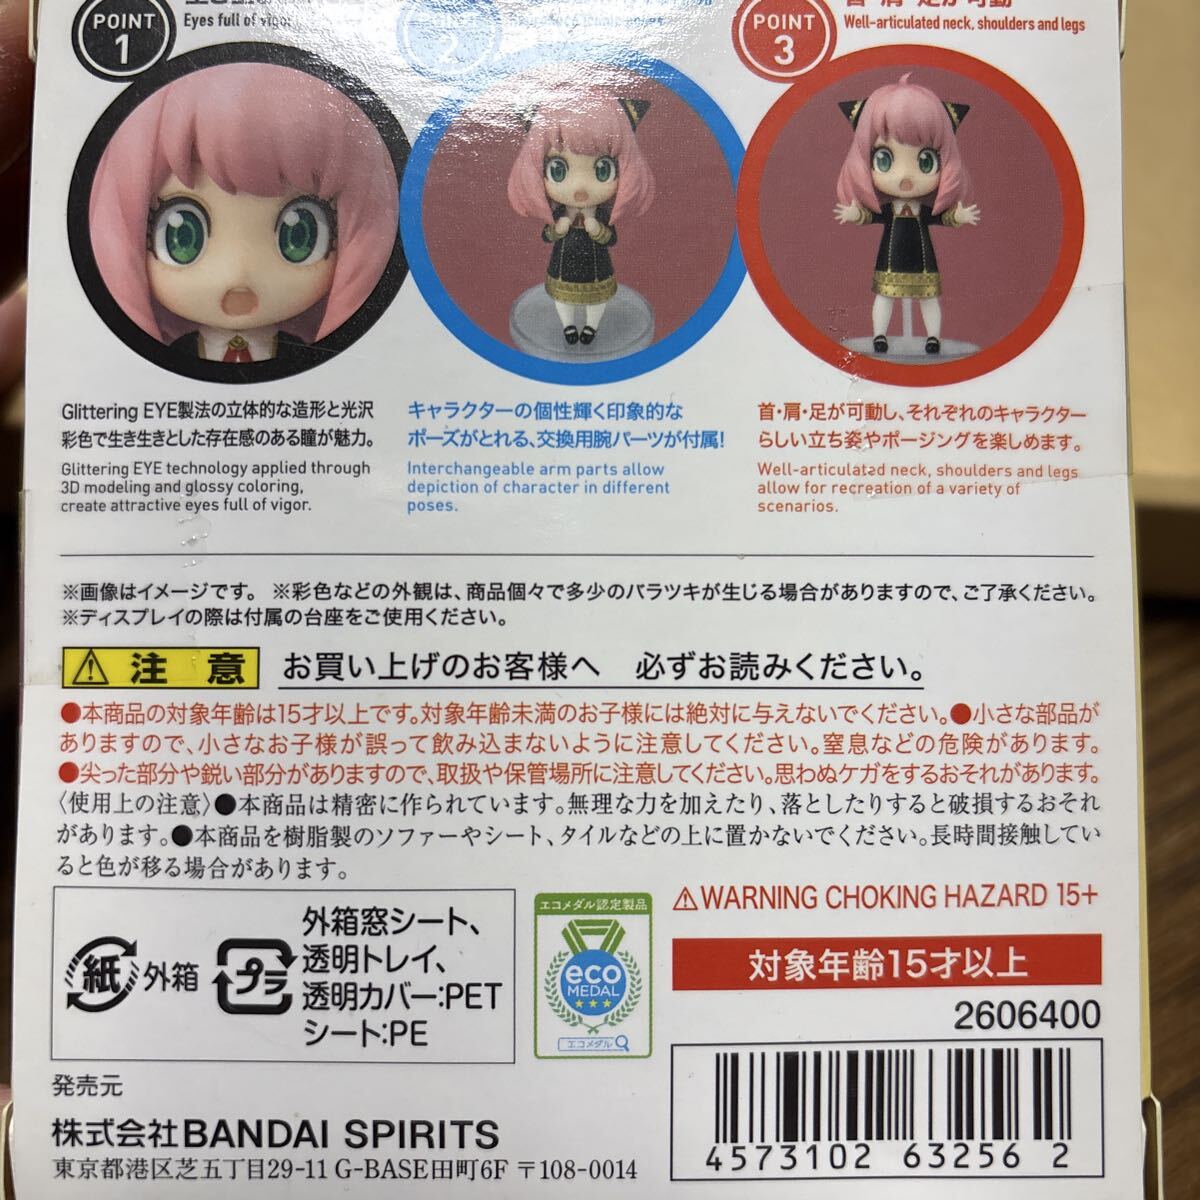 POINT
1
Eyes full of vigor
2
POINT
3
首・肩・足が可動
Well-articulated neck, shoulders and legs
Glittering EYE製法の立体的な造形と光沢
彩色で生き生きとした存在感のある瞳が魅力。
Glittering EYE technology applied through
3D modeling and glossy coloring,
create attractive eyes full of vigor.
キャラクターの個性輝く印象的な
ポーズがとれる、交換用腕パーツが付属!
Interchangeable arm parts allow
depiction of character in different
poses.
首・肩・足が可動し、それぞれのキャラクター
らしい立ち姿やポージングを楽しめます。
Well-articulated neck, shoulders and legs
allow for recreation of a variety of
scenarios.
※画像はイメージです。 ※彩色などの外観は、商品個々で多少のバラツキが生じる場合がありますので、ご了承ください。
※ディスプレイの際は付属の台座をご使用ください。
注 意 お買い上げのお客様へ 必ずお読みください。
●本商品の対象年齢は15才以上です。対象年齢未満のお子様には絶対に与えないでください。●小さな部品が
ありますので、小さなお子様が誤って飲み込まないように注意してください。窒息などの危険があります。
●尖った部分や鋭い部分がありますので、取扱や保管場所に注意してください。思わぬケガをするおそれがあります。
〈使用上の注意〉●本商品は精密に作られています。無理な力を加えたり、落としたりすると破損するおそれ
があります。●本商品を樹脂製のソファーやシート、タイルなどの上に置かないでください。長時間接触してい
ると色が移る場合があります。
紙 外箱
プラ
外箱窓シート、
透明トレイ、
透明カバー:PET
シート:PE
エコメダル認定製品
eco
MEDAL
エコメダル
⚠WARNING CHOKING HAZARD 15+
対象年齢15才以上
2606400
4573102 63256 2
発売元
株式会社BANDAI SPIRITS
東京都港区芝五丁目29-11 G-BASE田町6F 〒108-0014